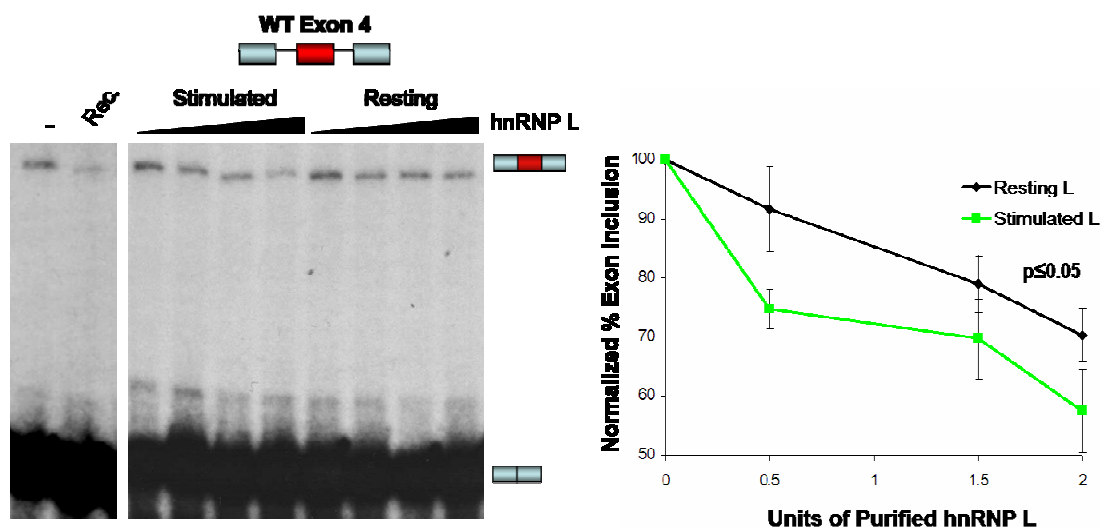 WT Exon 4
Stimulated
Resting
-
Rec.
hnRNP L
Normalized % Exon Inclusion
100
90
80
70
60
50
0
0.5
1
1.5
2
Resting L
Stimulated L
p≤0.05
Units of Purified hnRNP L